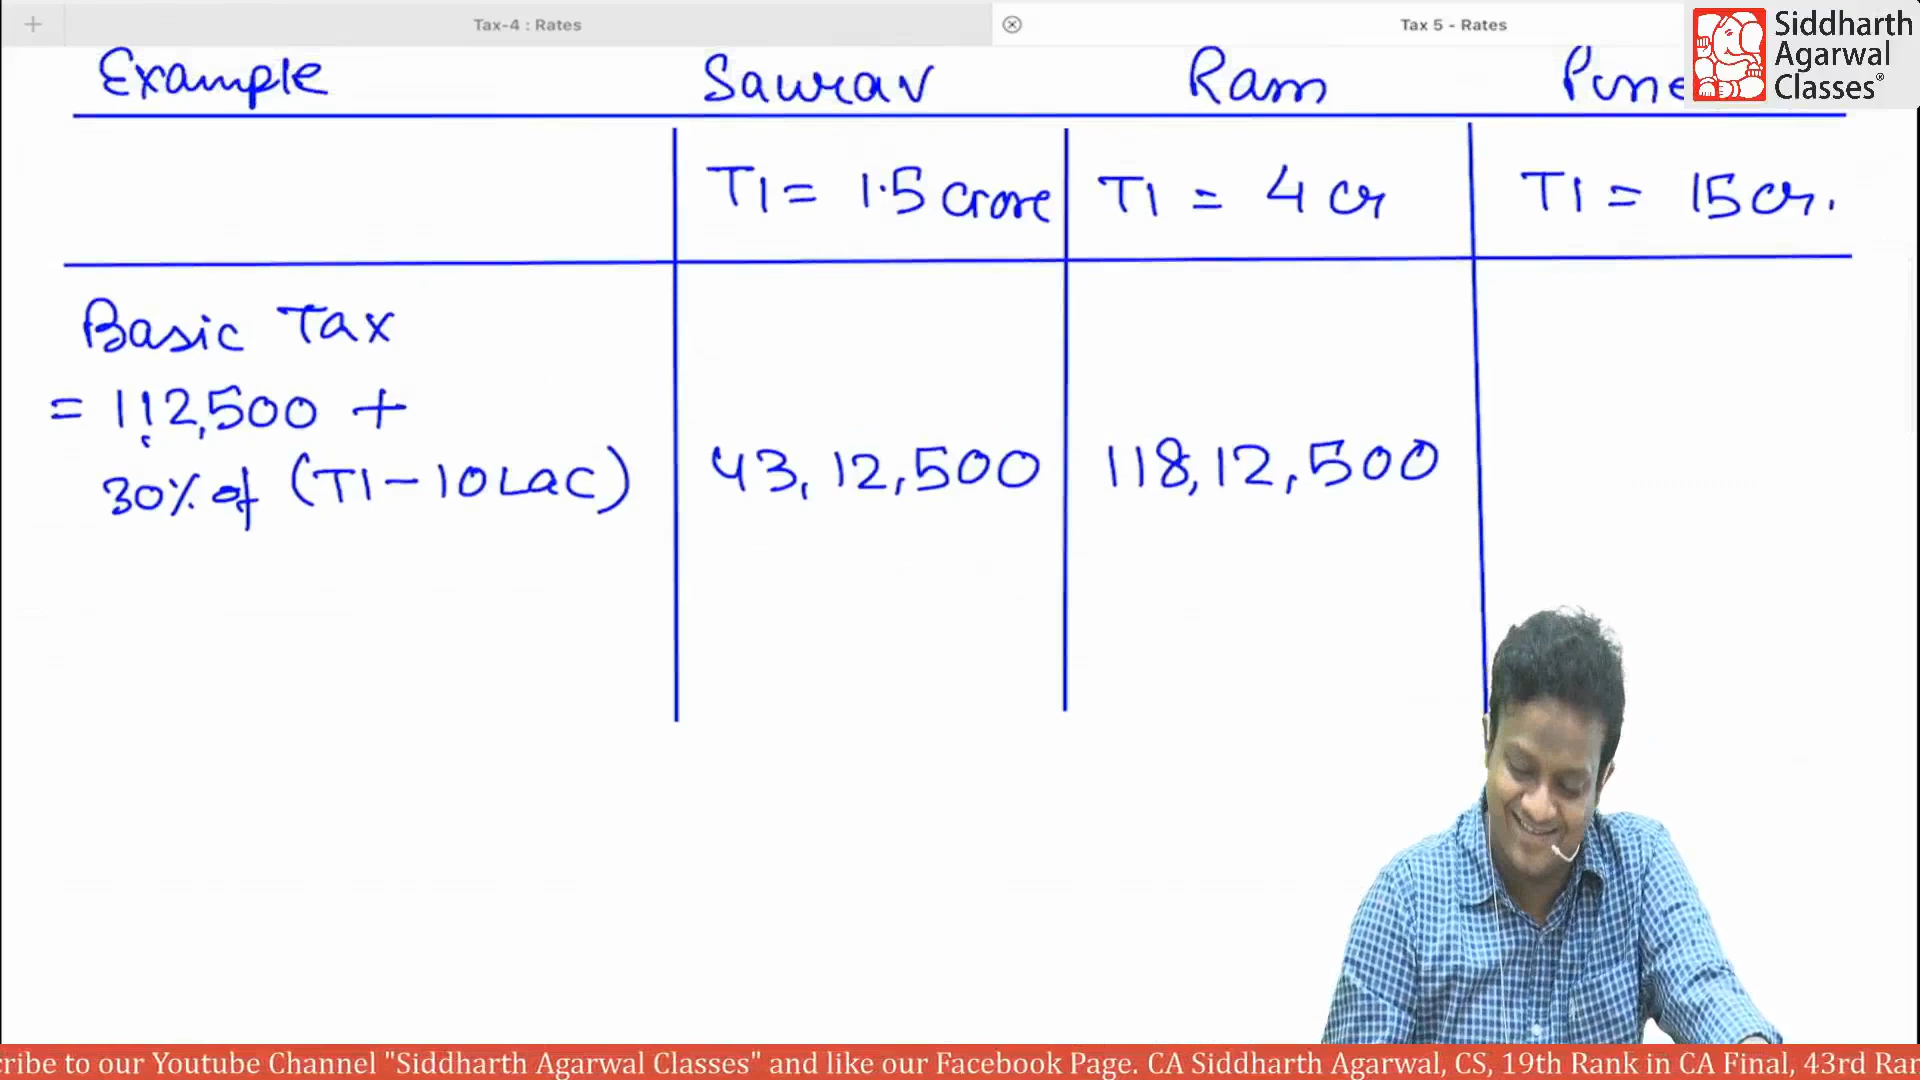 Tax-4 : Rates
Tax 5 - Rates
Siddharth
Agarwal
Classes®
Example Saurav Ram
TI = 1.5 crore TI = 4 cr TI = 15 cr.
Basic Tax
= 112,500 +
30% of (TI - 10 Lac) 43,12,500 118,12,500
to our Youtube Channel "Siddharth Agarwal Classes" and like our Facebook Page. CA Siddharth Agarwal, CS, 19th Rank in CA Final, 43rd